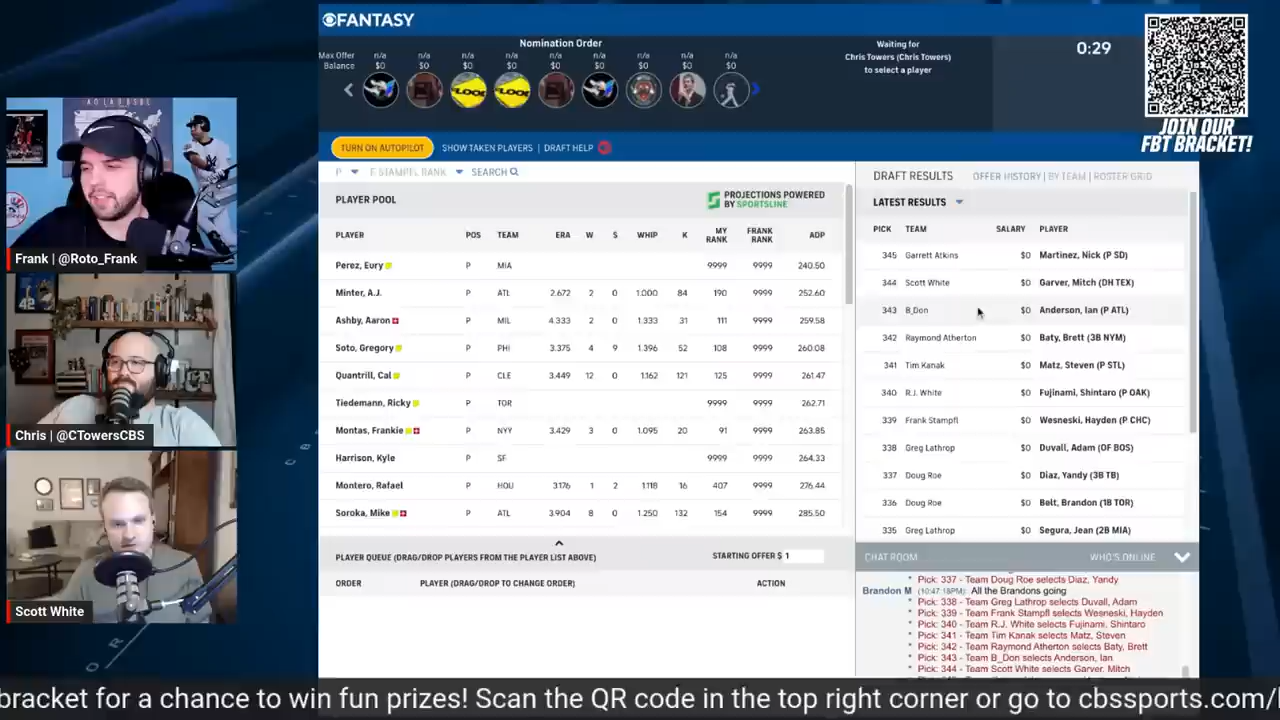 FANTASY
Nomination Order
Max Offer n/a n/a n/a n/a n/a n/a n/a n/a n/a
Balance $0 $0 $0 $0 $0 $0 $0 $0 $0
Waiting for
Chris Towers (Chris Towers)
to select a player
0:29
JOIN OUR
FBT BRACKET!
TURN ON AUTOPILOT SHOW TAKEN PLAYERS | DRAFT HELP
P F. STAMPFL RANK SEARCH
PLAYER POOL
PROJECTIONS POWERED
BY SPORTSLINE
PLAYER POS TEAM ERA W S WHIP K MY RANK FRANK RANK ADP
Perez, Eury P MIA 9999 9999 240.50
Minter, A.J. P ATL 2.672 2 0 1.000 84 190 9999 252.60
Ashby, Aaron P MIL 4.333 2 0 1.333 31 111 9999 259.58
Soto, Gregory P PHI 3.375 4 9 1.396 52 108 9999 260.08
Quantrill, Cal P CLE 3.449 12 0 1.162 121 125 9999 261.47
Tiedemann, Ricky P TOR 9999 9999 262.71
Montas, Frankie P NYY 3.429 3 0 1.095 20 91 9999 263.85
Harrison, Kyle P SF 9999 9999 264.33
Montero, Rafael P HOU 3.176 1 2 1.118 16 407 9999 276.44
Soroka, Mike P ATL 3.904 8 0 1.250 132 154 9999 285.50
PLAYER QUEUE (DRAG/DROP PLAYERS FROM THE PLAYER LIST ABOVE) STARTING OFFER $ 1
ORDER PLAYER (DRAG/DROP TO CHANGE ORDER) ACTION
DRAFT RESULTS OFFER HISTORY | BY TEAM | ROSTER GRID
LATEST RESULTS
PICK TEAM SALARY PLAYER
345 Garrett Atkins $0 Martinez, Nick (P SD)
344 Scott White $0 Garver, Mitch (DH TEX)
343 B_Don $0 Anderson, Ian (P ATL)
342 Raymond Atherton $0 Baty, Brett (3B NYM)
341 Tim Kanak $0 Matz, Steven (P STL)
340 R.J. White $0 Fujinami, Shintaro (P OAK)
339 Frank Stampfl $0 Wesneski, Hayden (P CHC)
338 Greg Lathrop $0 Duvall, Adam (OF BOS)
337 Doug Roe $0 Diaz, Yandy (3B TB)
336 Doug Roe $0 Belt, Brandon (1B TOR)
335 Greg Lathrop $0 Segura, Jean (2B MIA)
CHAT ROOM WHO'S ONLINE
* Pick: 337 - Team Doug Roe selects Diaz, Yandy
Brandon M (10:47:18PM): All the Brandons going
* Pick: 338 - Team Greg Lathrop selects Duvall, Adam
* Pick: 339 - Team Frank Stampfl selects Wesneski, Hayden
* Pick: 340 - Team R.J. White selects Fujinami, Shintaro
* Pick: 341 - Team Tim Kanak selects Matz, Steven
* Pick: 342 - Team Raymond Atherton selects Baty, Brett
* Pick: 343 - Team B_Don selects Anderson, Ian
* Pick: 344 - Team Scott White selects Garver, Mitch
Frank | @Roto_Frank
42
Chris | @CTowersCBS
Scott White
bracket for a chance to win fun prizes! Scan the QR code in the top right corner or go to cbssports.com/